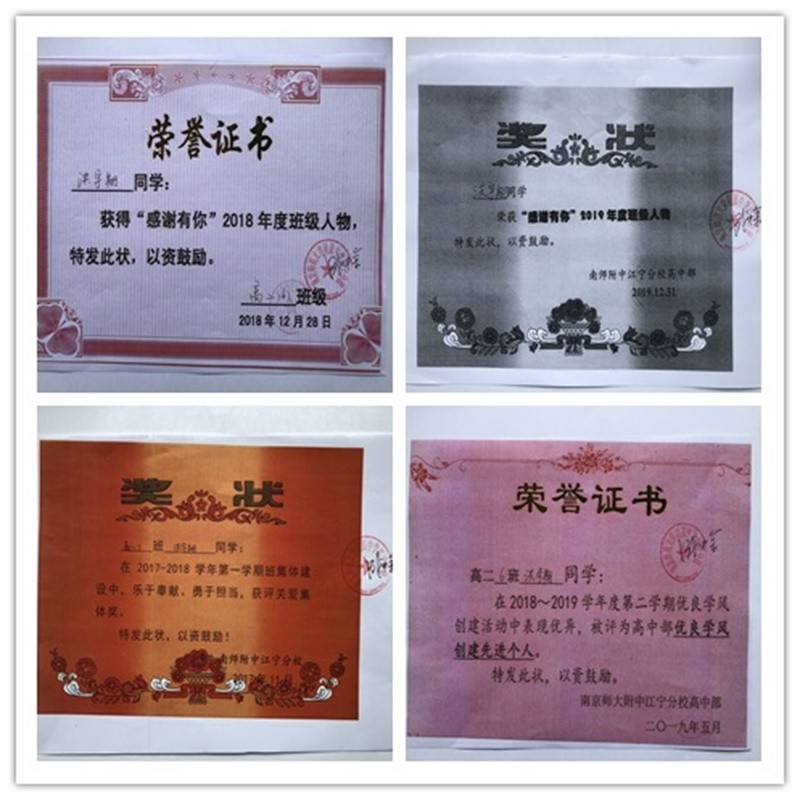 荣誉证书
同学：
获得“感谢有你”2018年度班级人物，
特发此状，以资鼓励。
班级
2018年12月28日
奖状
同学
荣获“感谢有你”2019年度班级人物
特发此状，以资鼓励。
南师附中江宁分校高中部
2019.12.31
奖状
班 同学：
在2017-2018学年第一学期班集体建
设中，乐于奉献、勇于担当。获评关爱集
体奖。
特发此状，以资鼓励！
南师附中江宁分校
2017年11月
荣誉证书
高二 班 同学：
在2018～2019学年度第二学期优良学风
创建活动中表现优异，被评为高中部优良学风
创建先进个人。
特发此状，以资鼓励。
南京师大附中江宁分校高中部
二〇一九年五月